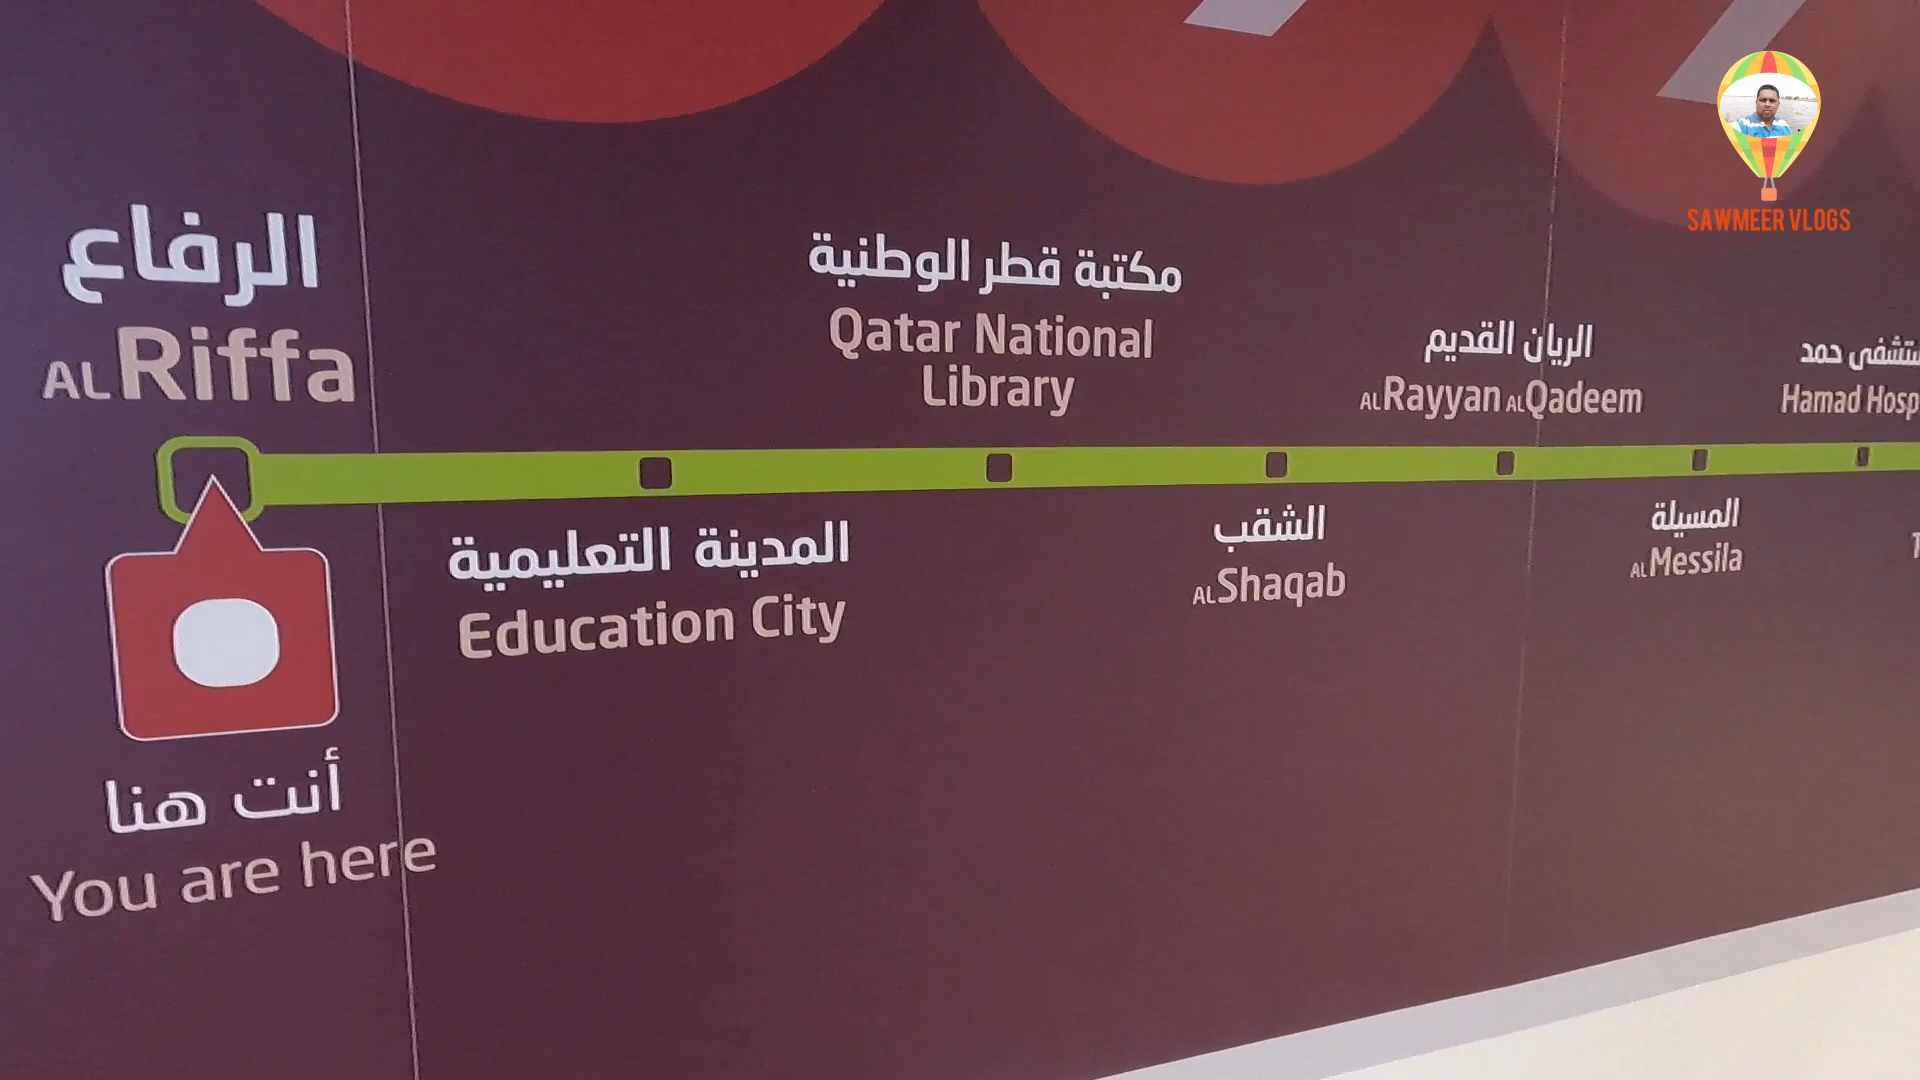 الرفاع
AL Riffa
المدينة التعليمية
Education City
مكتبة قطر الوطنية
Qatar National
Library
الشقب
AL Shaqab
الريان القديم
AL Rayyan AL Qadeem
المسيلة
AL Messila
حمد
Hamad
أنت هنا
You are here
SAWMEER VLOGS